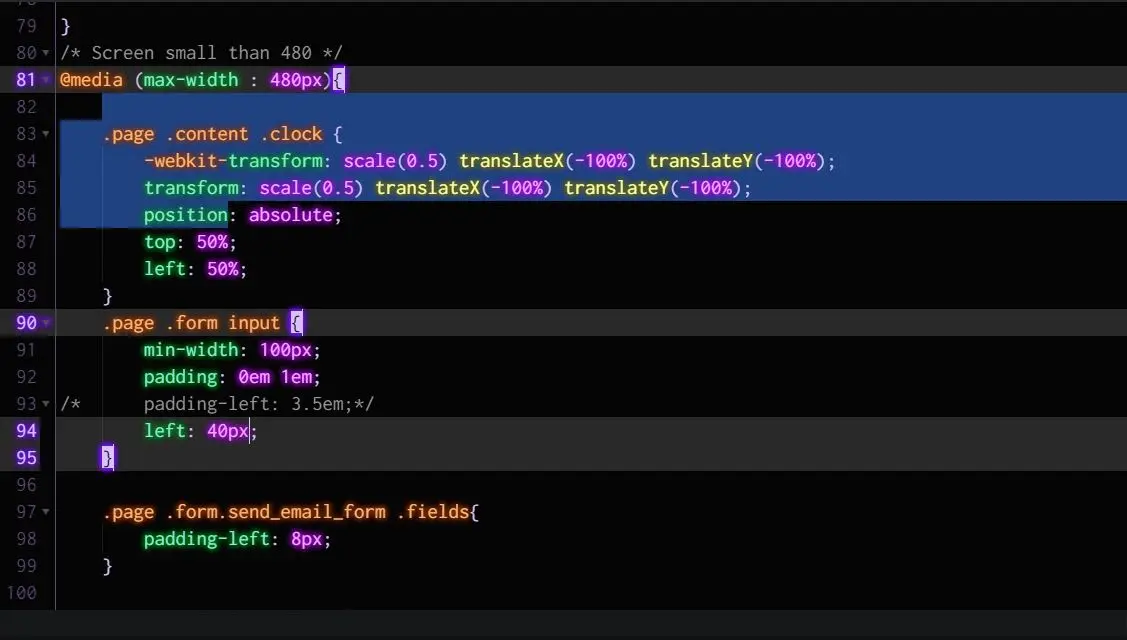 79 }
80 /* Screen small than 480 */
81 @media (max-width : 480px){
82
83 .page .content .clock {
84 -webkit-transform: scale(0.5) translateX(-100%) translateY(-100%);
85 transform: scale(0.5) translateX(-100%) translateY(-100%);
86 position: absolute;
87 top: 50%;
88 left: 50%;
89 }
90 .page .form input {
91 min-width: 100px;
92 padding: 0em 1em;
93 /* padding-left: 3.5em;*/
94 left: 40px;
95 }
96
97 .page .form.send_email_form .fields{
98 padding-left: 8px;
99 }
100